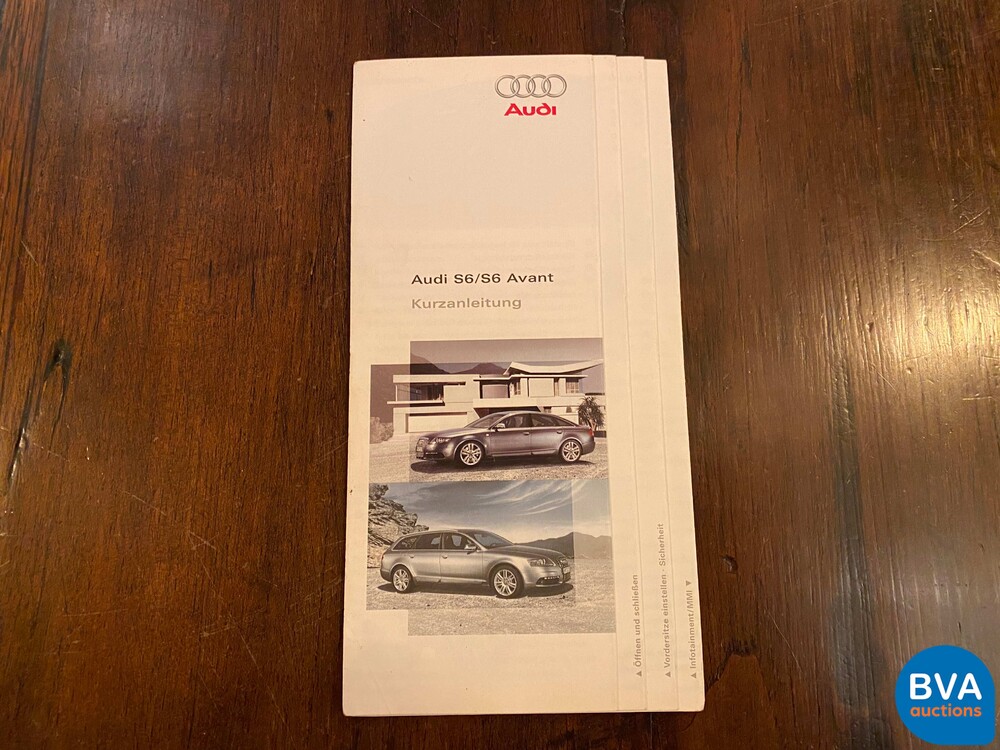 Audi
Audi S6/S6 Avant
Kurzanleitung
▲ Öffnen und schließen
▲ Vordersitze einstellen · Sicherheit
▲ Infotainment/MMI ▼
BVA
auctions